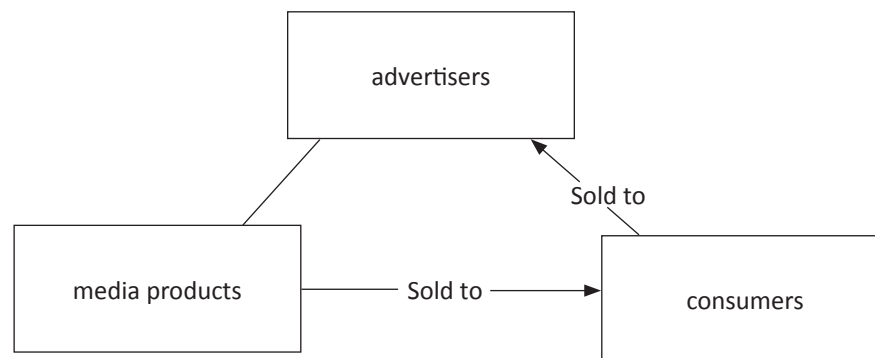 advertisers
Sold to
media products
Sold to
consumers